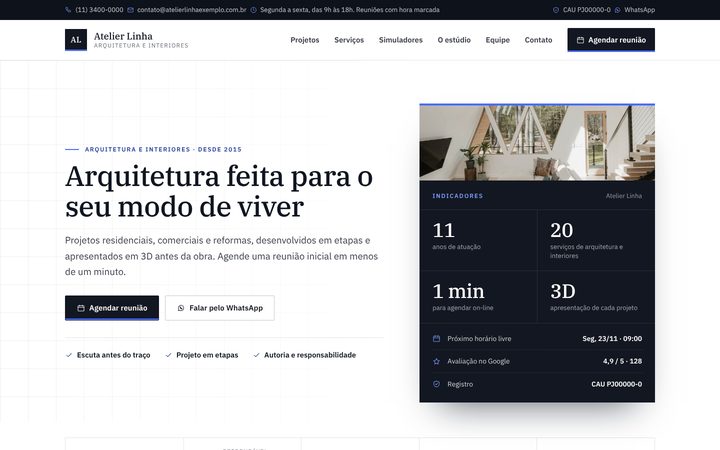 (11) 3400-0000 contato@atelierlinhaexemplo.com.br Segunda a sexta, das 9h às 18h. Reuniões com hora marcada CAU PJ00000-0 WhatsApp
AL Atelier Linha
ARQUITETURA E INTERIORES
Projetos Serviços Simuladores O estúdio Equipe Contato Agendar reunião
ARQUITETURA E INTERIORES · DESDE 2015
Arquitetura feita para o
seu modo de viver
Projetos residenciais, comerciais e reformas, desenvolvidos em etapas e
apresentados em 3D antes da obra. Agende uma reunião inicial em menos
de um minuto.
Agendar reunião Falar pelo WhatsApp
Escuta antes do traço Projeto em etapas Autoria e responsabilidade
INDICADORES Atelier Linha
11
anos de atuação
20
serviços de arquitetura e
interiores
1 min
para agendar on-line
3D
apresentação de cada projeto
Próximo horário livre Seg, 23/11 · 09:00
Avaliação no Google 4,9 / 5 · 128
Registro CAU PJ00000-0